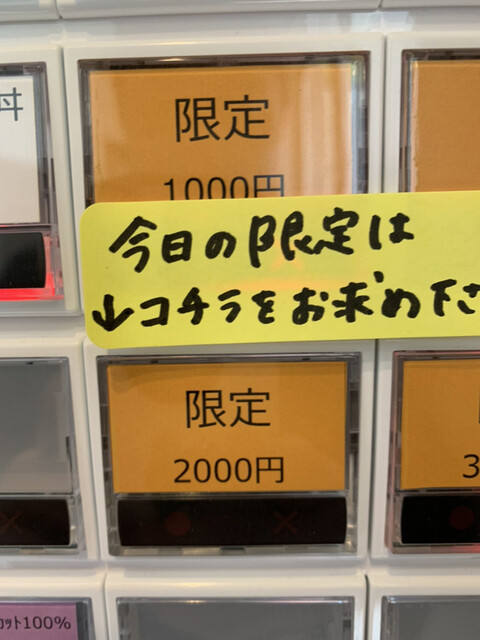 丼
限定
1000円
今日の限定は
↓コチラをお求め下さ
限定
2000円
3
ｶｯﾄ100%